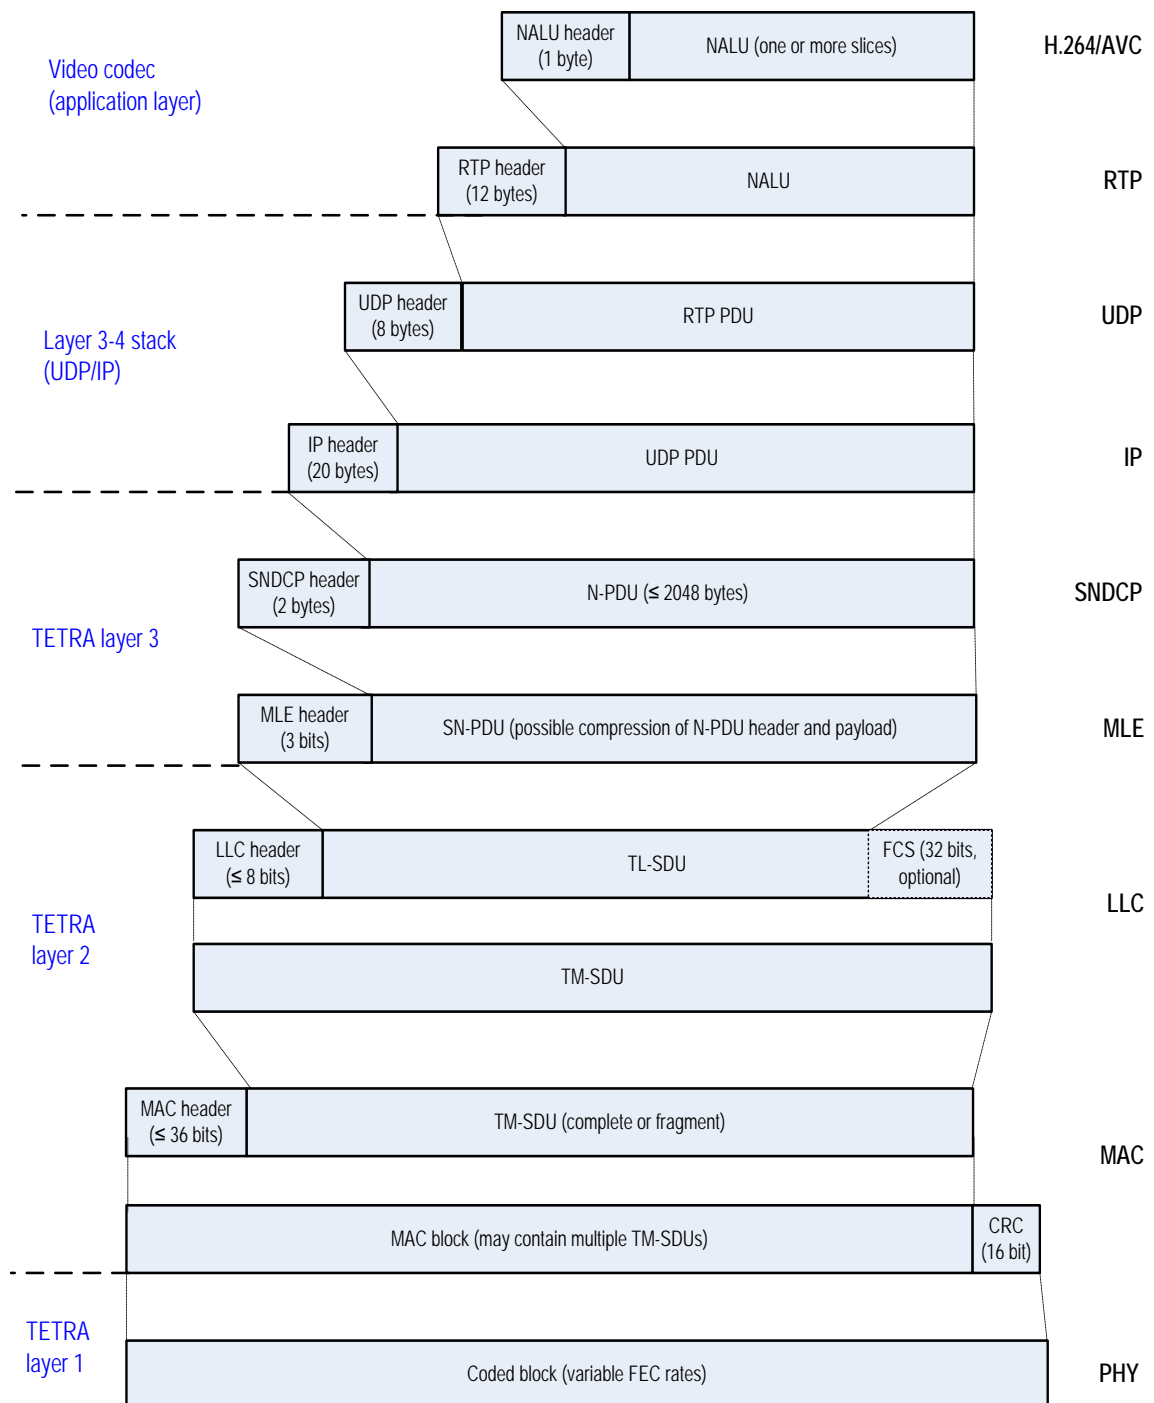 NALU header
(1 byte)
NALU (one or more slices)
H.264/AVC
Video codec
(application layer)
RTP header
(12 bytes)
NALU
RTP
UDP header
(8 bytes)
RTP PDU
UDP
Layer 3-4 stack
(UDP/IP)
IP header
(20 bytes)
UDP PDU
IP
SNDCP header
(2 bytes)
N-PDU (≤ 2048 bytes)
SNDCP
TETRA layer 3
MLE header
(3 bits)
SN-PDU (possible compression of N-PDU header and payload)
MLE
LLC header
(≤ 8 bits)
TL-SDU
FCS (32 bits,
optional)
LLC
TETRA
layer 2
TM-SDU
MAC header
(≤ 36 bits)
TM-SDU (complete or fragment)
MAC
MAC block (may contain multiple TM-SDUs)
CRC
(16 bit)
TETRA
layer 1
Coded block (variable FEC rates)
PHY